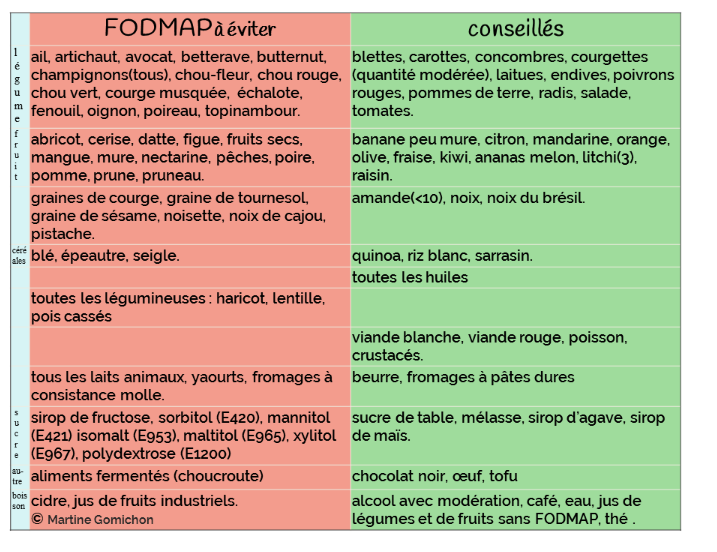 FODMAP à éviter
conseillés
légume
ail, artichaut, avocat, betterave, butternut,
champignons(tous), chou-fleur, chou rouge,
chou vert, courge musquée, échalote,
fenouil, oignon, poireau, topinambour.
blettes, carottes, concombres, courgettes
(quantité modérée), laitues, endives, poivrons
rouges, pommes de terre, radis, salade,
tomates.
fruit
abricot, cerise, datte, figue, fruits secs,
mangue, mure, nectarine, pêches, poire,
pomme, prune, pruneau.
banane peu mure, citron, mandarine, orange,
olive, fraise, kiwi, ananas melon, litchi(3),
raisin.
graines de courge, graine de tournesol,
graine de sésame, noisette, noix de cajou,
pistache.
amande(<10), noix, noix du brésil.
céré
ales
blé, épeautre, seigle.
quinoa, riz blanc, sarrasin.
toutes les huiles
toutes les légumineuses : haricot, lentille,
pois cassés
viande blanche, viande rouge, poisson,
crustacés.
tous les laits animaux, yaourts, fromages à
consistance molle.
beurre, fromages à pâtes dures
sucre
sirop de fructose, sorbitol (E420), mannitol
(E421) isomalt (E953), maltitol (E965), xylitol
(E967), polydextrose (E1200)
sucre de table, mélasse, sirop d'agave, sirop
de maïs.
au-
tre
aliments fermentés (choucroute)
chocolat noir, œuf, tofu
bois
son
cidre, jus de fruits industriels.
© Martine Gomichon
alcool avec modération, café, eau, jus de
légumes et de fruits sans FODMAP, thé .